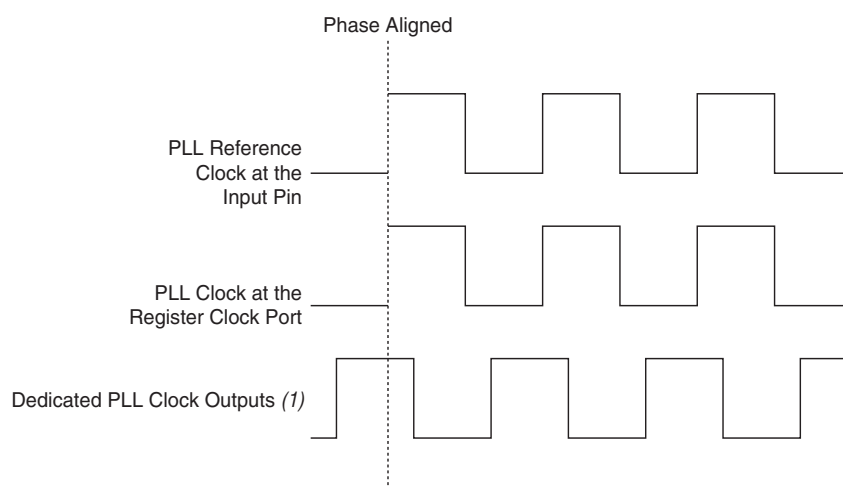 Phase Aligned
PLL Reference
Clock at the
Input Pin
PLL Clock at the
Register Clock Port
Dedicated PLL Clock Outputs (1)